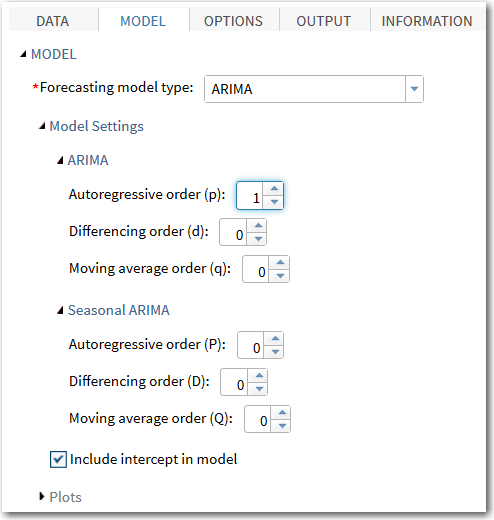 DATA MODEL OPTIONS OUTPUT INFORMATION
MODEL
*Forecasting model type: ARIMA
Model Settings
ARIMA
Autoregressive order (p): 1
Differencing order (d): 0
Moving average order (q): 0
Seasonal ARIMA
Autoregressive order (P): 0
Differencing order (D): 0
Moving average order (Q): 0
Include intercept in model
Plots